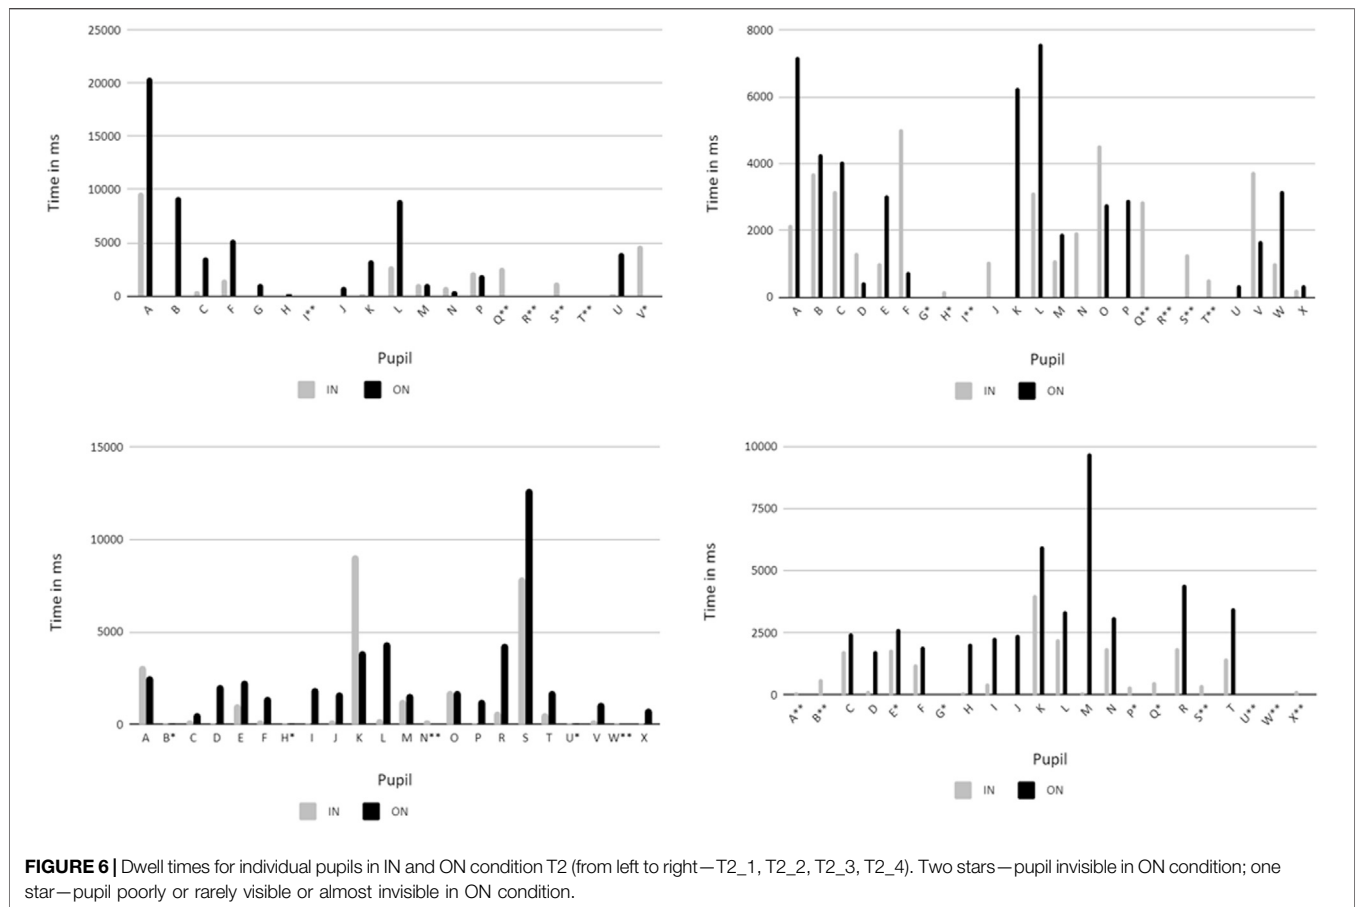 25000
20000
15000
10000
5000
0
Time in ms
A B C F G H I** J K L M N P Q** R** S** T** U V*
Pupil
IN ON
8000
6000
4000
2000
0
Time in ms
A B C D E F G* H* I** J K L M N O P Q** R** S** T** U V W X
Pupil
IN ON
15000
10000
5000
0
Time in ms
A B* C D E F H* I J K L M N** O P R S T U* V W** X
Pupil
IN ON
10000
7500
5000
2500
0
Time in ms
A** B** C D E* F G* H I J K L M N P* Q* R S** T U** W** X**
Pupil
IN ON
FIGURE 6 | Dwell times for individual pupils in IN and ON condition T2 (from left to right—T2_1, T2_2, T2_3, T2_4). Two stars—pupil invisible in ON condition; one
star—pupil poorly or rarely visible or almost invisible in ON condition.